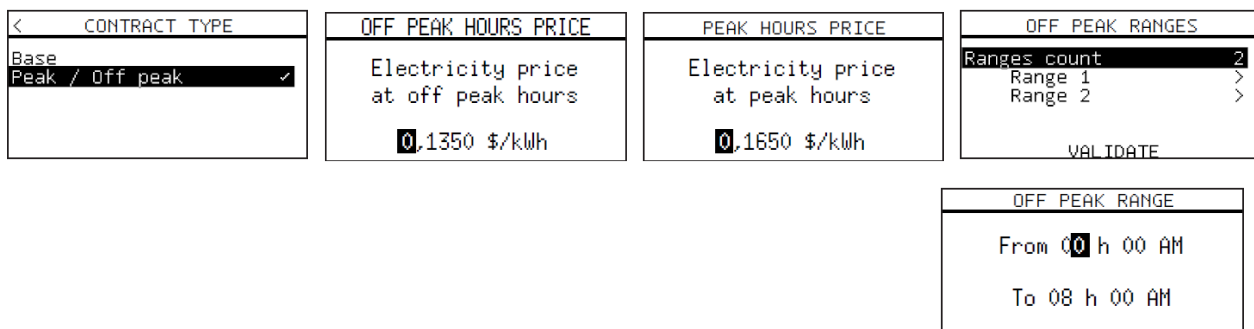 < CONTRACT TYPE
Base
Peak / Off peak ✓
OFF PEAK HOURS PRICE
Electricity price
at off peak hours
0,1350 $/kWh
PEAK HOURS PRICE
Electricity price
at peak hours
0,1650 $/kWh
OFF PEAK RANGES
Ranges count 2
Range 1 >
Range 2 >
VALIDATE
OFF PEAK RANGE
From 00 h 00 AM
To 08 h 00 AM